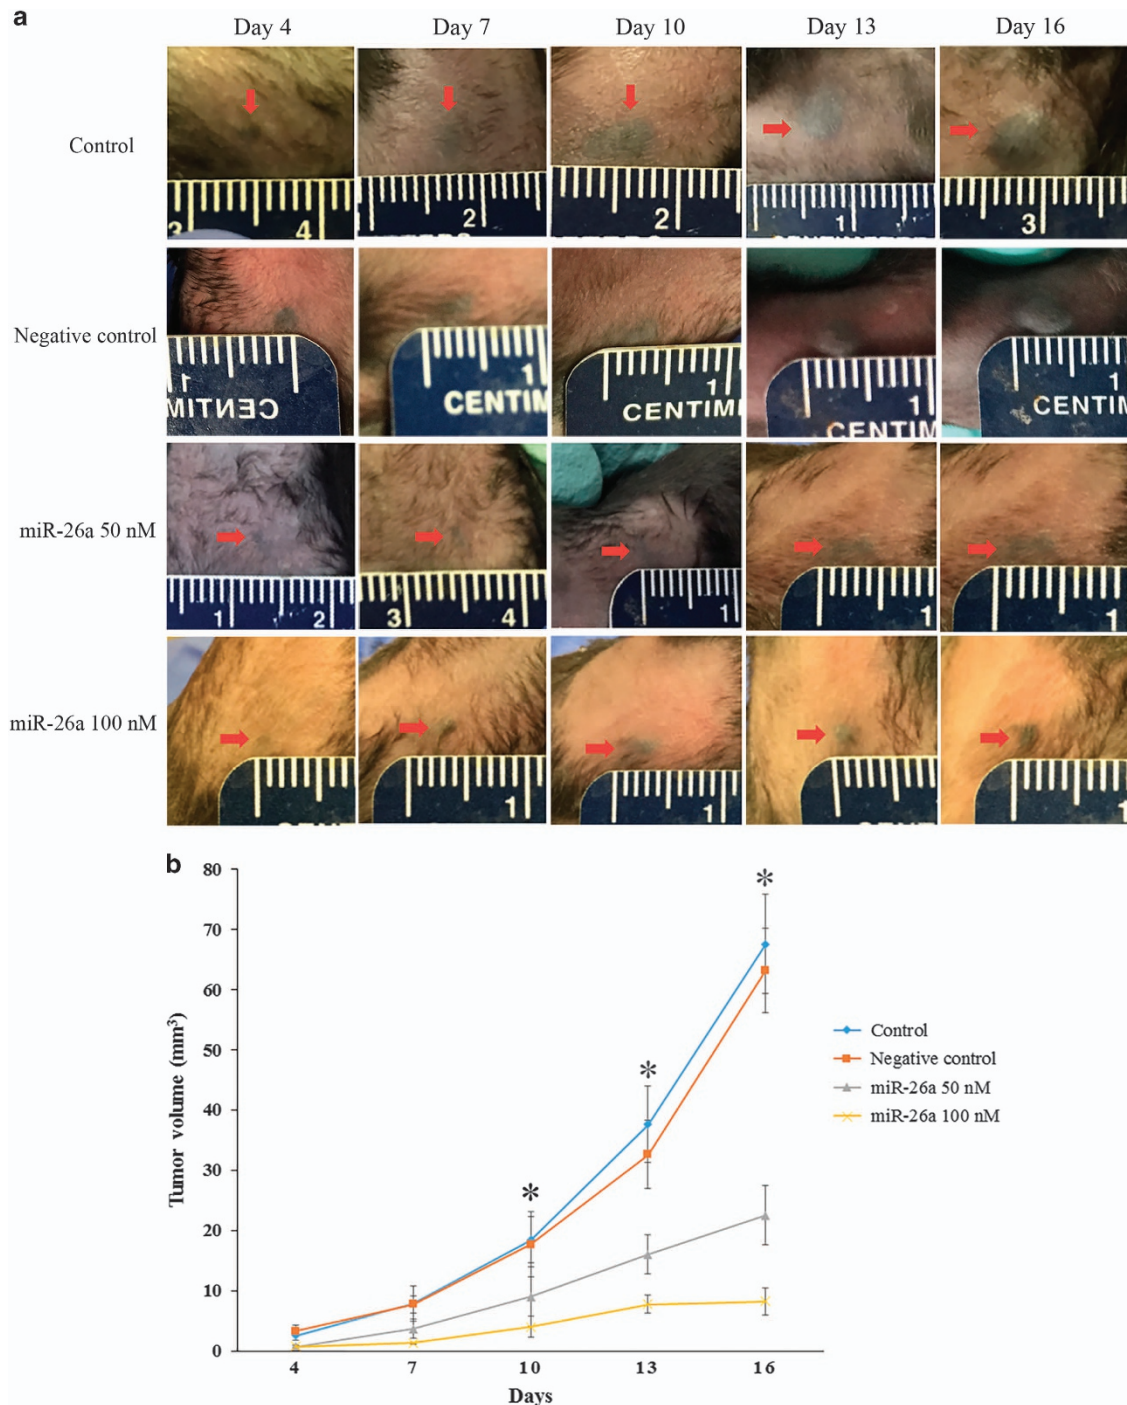 a
Day 4 Day 7 Day 10 Day 13 Day 16
Control
3 4
2
2
1
3
Negative control
1
CENTIM
1
CENTIM
1
CENTIM
1
CENTIM
1
CENTIM
miR-26a 50 nM
1 2
3 4
1
1
1
miR-26a 100 nM
1
1
1
b
80
70
60
50
40
30
20
10
0
Tumor volume (mm³)
*
*
*
4 7 10 13 16
Days
Control
Negative control
miR-26a 50 nM
miR-26a 100 nM